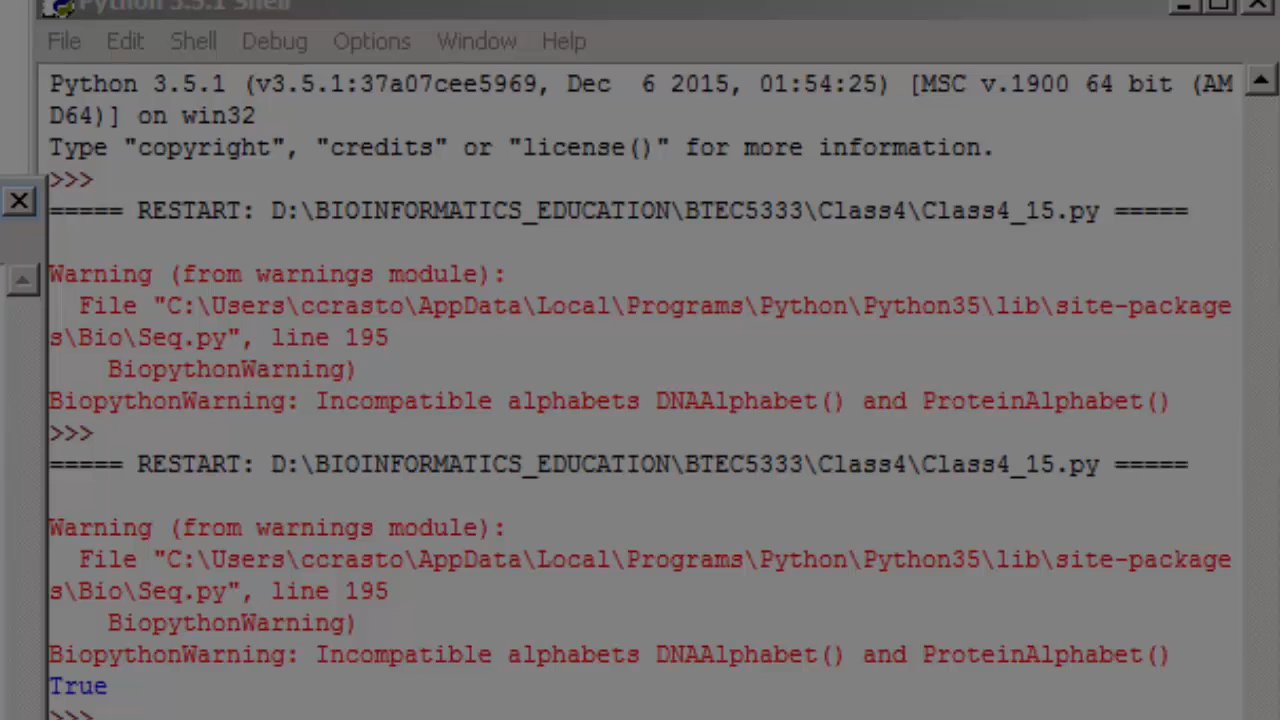 Python 3.5.1 Shell
File Edit Shell Debug Options Window Help
Python 3.5.1 (v3.5.1:37a07cee5969, Dec  6 2015, 01:54:25) [MSC v.1900 64 bit (AM
D64)] on win32
Type "copyright", "credits" or "license()" for more information.
>>>
===== RESTART: D:\BIOINFORMATICS_EDUCATION\BTEC5333\Class4\Class4_15.py =====
Warning (from warnings module):
  File "C:\Users\ccrasto\AppData\Local\Programs\Python\Python35\lib\site-package
s\Bio\Seq.py", line 195
    BiopythonWarning)
BiopythonWarning: Incompatible alphabets DNAAlphabet() and ProteinAlphabet()
>>>
===== RESTART: D:\BIOINFORMATICS_EDUCATION\BTEC5333\Class4\Class4_15.py =====
Warning (from warnings module):
  File "C:\Users\ccrasto\AppData\Local\Programs\Python\Python35\lib\site-package
s\Bio\Seq.py", line 195
    BiopythonWarning)
BiopythonWarning: Incompatible alphabets DNAAlphabet() and ProteinAlphabet()
True
>>>